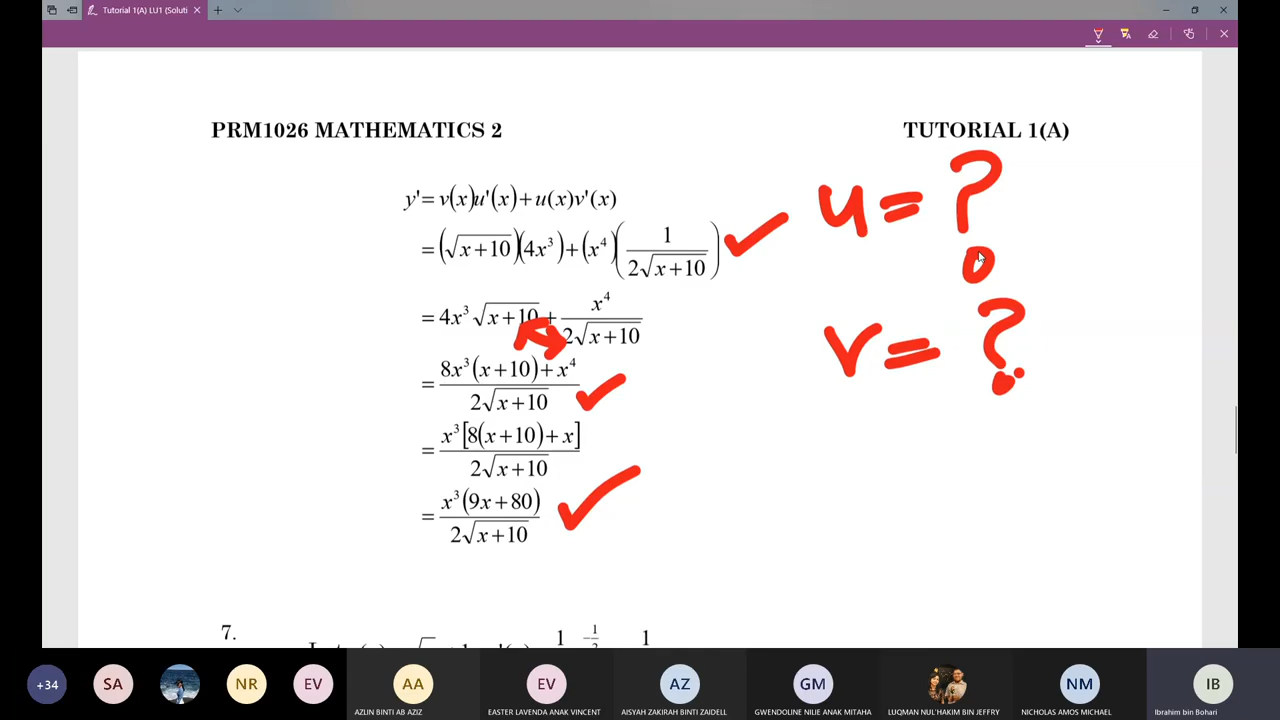 Tutorial 1(A) LU1 (Soluti
PRM1026 MATHEMATICS 2
TUTORIAL 1(A)
y'= v(x)u'(x)+u(x)v'(x)
= (√(x+10))(4x³)+(x⁴)(1/(2√(x+10)))
u = ?
= 4x³√(x+10) + x⁴/(2√(x+10))
v = ?
= (8x³(x+10)+x⁴)/(2√(x+10))
= (x³[8(x+10)+x])/(2√(x+10))
= (x³(9x+80))/(2√(x+10))
7.
+34
SA
NR
EV
AA
EV
AZ
GM
NM
IB
AZLIN BINTI AB AZIZ
EASTER LAVENDA ANAK VINCENT
AISYAH ZAKIRAH BINTI ZAIDELL
GWENDOLINE NILIE ANAK MITAHA
LUQMAN NUL'HAKIM BIN JEFFRY
NICHOLAS AMOS MICHAEL
Ibrahim bin Bohari